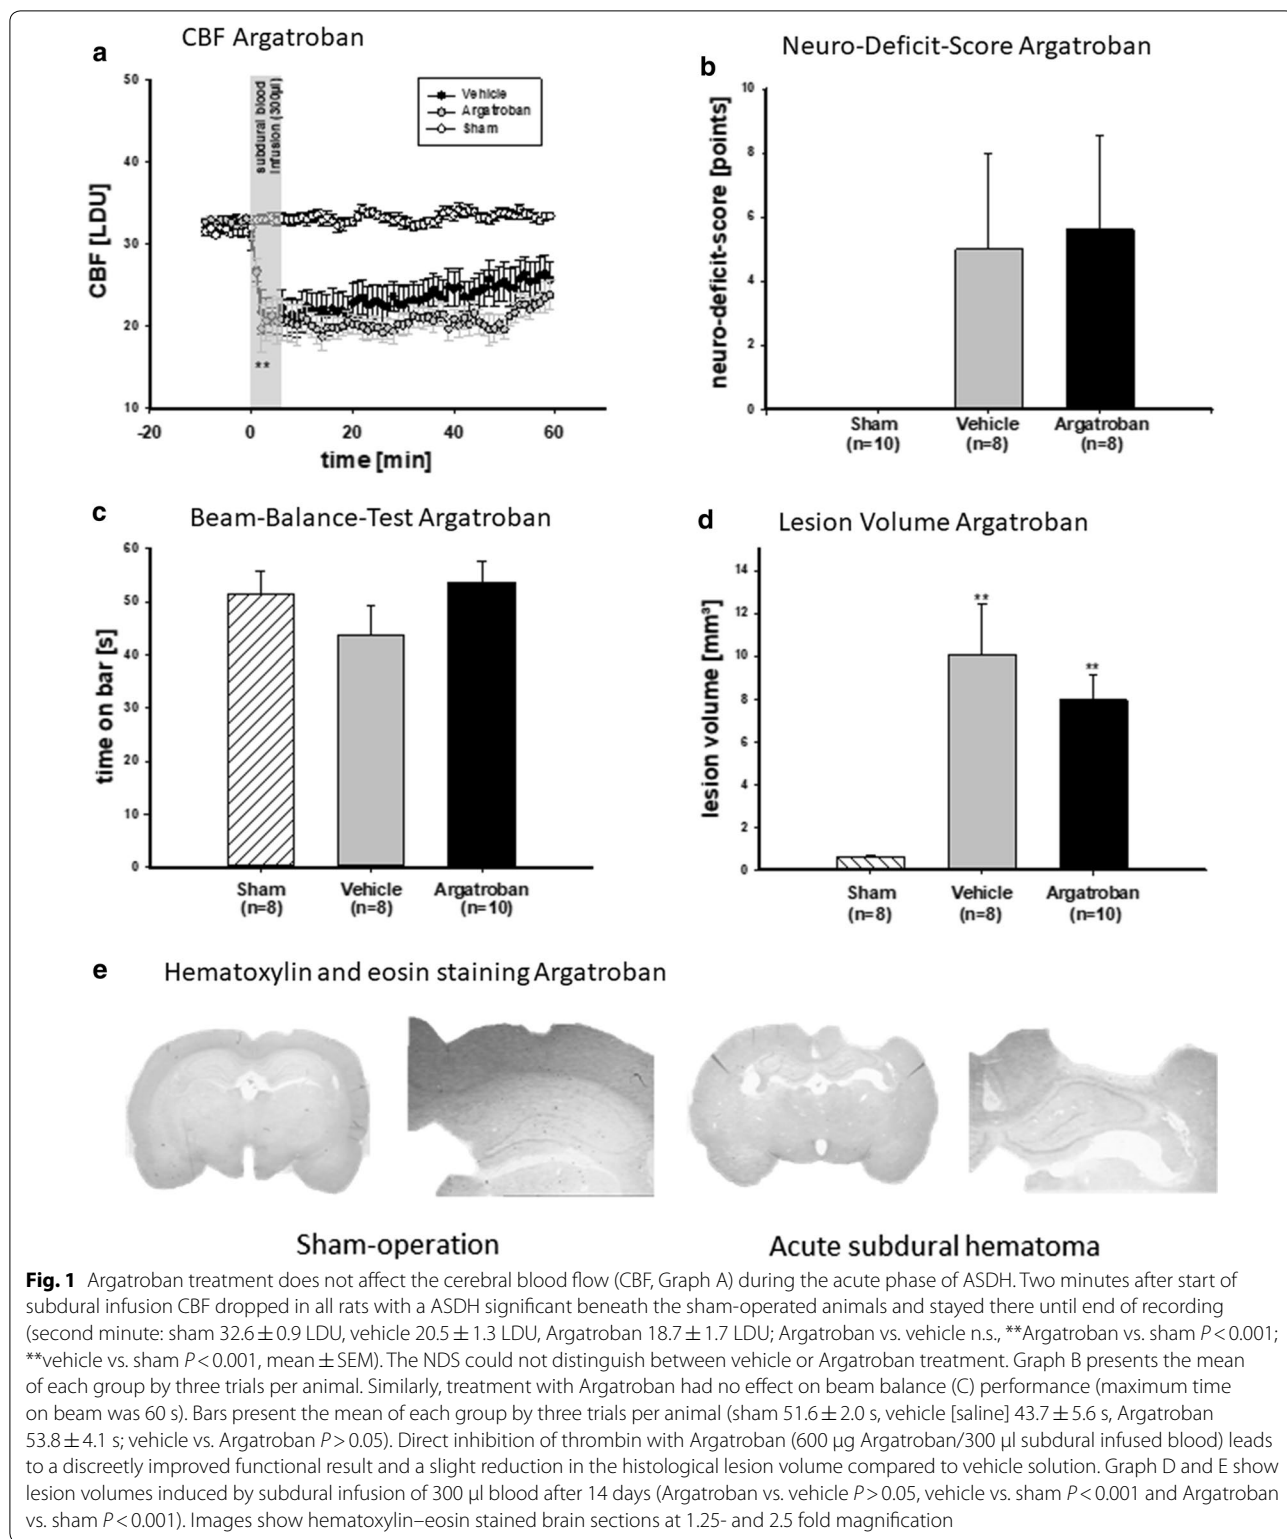 a
CBF Argatroban
50
40
30
20
10
-20
0
20
40
60
CBF [LDU]
time [min]
subdural blood
infusion (300µl)
Vehicle
Argatroban
Sham
**
b
Neuro-Deficit-Score Argatroban
10
8
6
4
2
0
neuro-deficit-score [points]
Sham
(n=10)
Vehicle
(n=8)
Argatroban
(n=8)
c
Beam-Balance-Test Argatroban
60
50
40
30
20
10
0
time on bar [s]
Sham
(n=8)
Vehicle
(n=8)
Argatroban
(n=10)
d
Lesion Volume Argatroban
14
12
10
8
6
4
2
0
lesion volume [mm³]
**
**
Sham
(n=8)
Vehicle
(n=8)
Argatroban
(n=10)
e
Hematoxylin and eosin staining Argatroban
Sham-operation
Acute subdural hematoma
Fig. 1 Argatroban treatment does not affect the cerebral blood flow (CBF, Graph A) during the acute phase of ASDH. Two minutes after start of
subdural infusion CBF dropped in all rats with a ASDH significant beneath the sham-operated animals and stayed there until end of recording
(second minute: sham 32.6 ± 0.9 LDU, vehicle 20.5 ± 1.3 LDU, Argatroban 18.7 ± 1.7 LDU; Argatroban vs. vehicle n.s., **Argatroban vs. sham P < 0.001;
**vehicle vs. sham P < 0.001, mean ± SEM). The NDS could not distinguish between vehicle or Argatroban treatment. Graph B presents the mean
of each group by three trials per animal. Similarly, treatment with Argatroban had no effect on beam balance (C) performance (maximum time
on beam was 60 s). Bars present the mean of each group by three trials per animal (sham 51.6 ± 2.0 s, vehicle [saline] 43.7 ± 5.6 s, Argatroban
53.8 ± 4.1 s; vehicle vs. Argatroban P > 0.05). Direct inhibition of thrombin with Argatroban (600 µg Argatroban/300 µl subdural infused blood) leads
to a discreetly improved functional result and a slight reduction in the histological lesion volume compared to vehicle solution. Graph D and E show
lesion volumes induced by subdural infusion of 300 µl blood after 14 days (Argatroban vs. vehicle P > 0.05, vehicle vs. sham P < 0.001 and Argatroban
vs. sham P < 0.001). Images show hematoxylin–eosin stained brain sections at 1.25- and 2.5 fold magnification